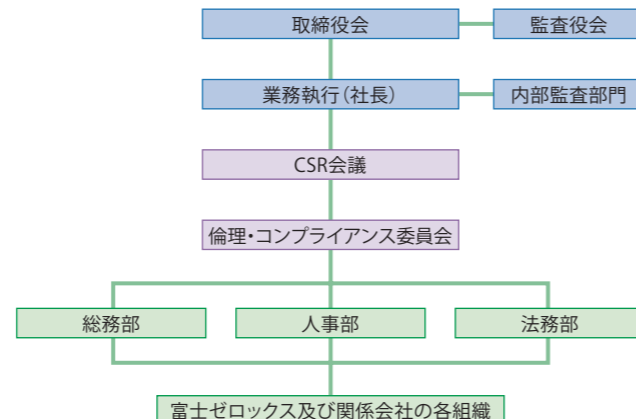 取締役会
監査役会
業務執行（社長）
内部監査部門
CSR会議
倫理・コンプライアンス委員会
総務部
人事部
法務部
富士ゼロックス及び関係会社の各組織